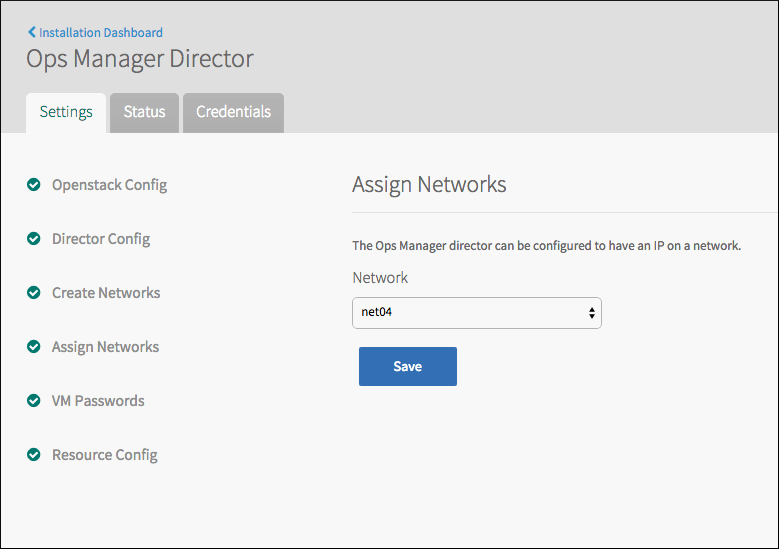 Installation Dashboard
Ops Manager Director
Settings
Status
Credentials
Openstack Config
Director Config
Create Networks
Assign Networks
VM Passwords
Resource Config
Assign Networks
The Ops Manager director can be configured to have an IP on a network.
Network
net04
Save